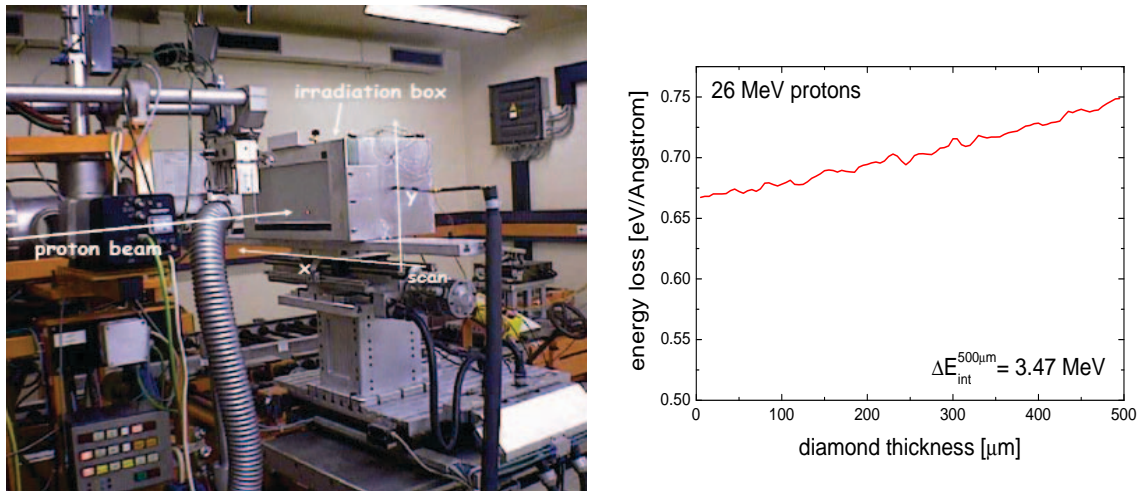 irradiation box
y
proton beam
x
scan
26 MeV protons
energy loss [eV/Angstrom]
0.75
0.70
0.65
0.60
0.55
0.50
ΔE_int^500μm = 3.47 MeV
0 100 200 300 400 500
diamond thickness [μm]